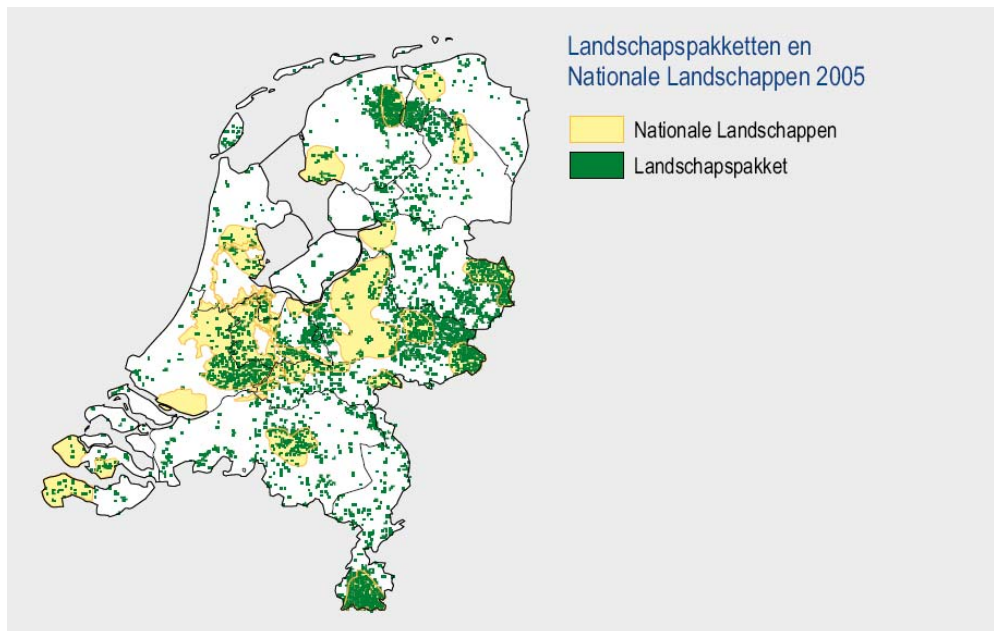 Landschapspakketten en
Nationale Landschappen 2005
Nationale Landschappen
Landschapspakket